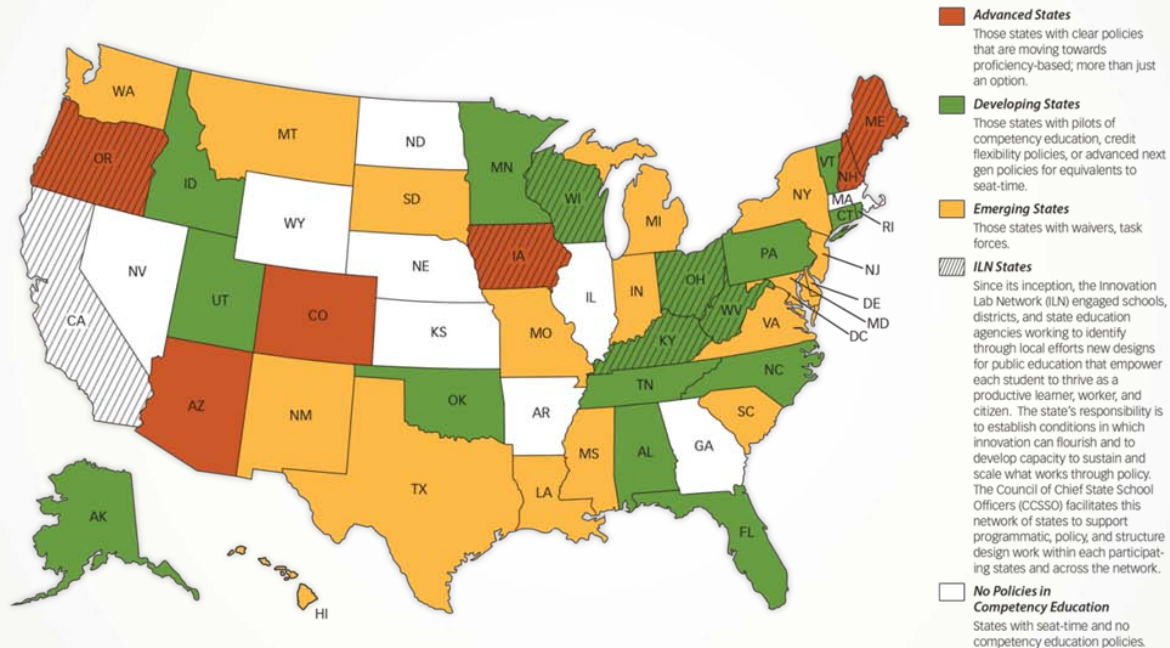 WA
OR
CA
NV
ID
MT
WY
UT
AZ
CO
NM
ND
SD
NE
KS
OK
TX
MN
IA
MO
AR
LA
WI
IL
MI
IN
OH
KY
TN
MS
AL
GA
FL
SC
NC
VA
WV
PA
NY
VT
NH
ME
MA
CT
RI
NJ
DE
MD
DC
AK
HI
Advanced States
Those states with clear policies
that are moving towards
proficiency-based; more than just
an option.
Developing States
Those states with pilots of
competency education, credit
flexibility policies, or advanced next
gen policies for equivalents to
seat-time.
Emerging States
Those states with waivers, task
forces.
ILN States
Since its inception, the Innovation
Lab Network (ILN) engaged schools,
districts, and state education
agencies working to identify
through local efforts new designs
for public education that empower
each student to thrive as a
productive learner, worker, and
citizen. The state's responsibility is
to establish conditions in which
innovation can flourish and to
develop capacity to sustain and
scale what works through policy.
The Council of Chief State School
Officers (CCSSO) facilitates this
network of states to support
programmatic, policy, and structure
design work within each participat-
ing states and across the network.
No Policies in
Competency Education
States with seat-time and no
competency education policies.